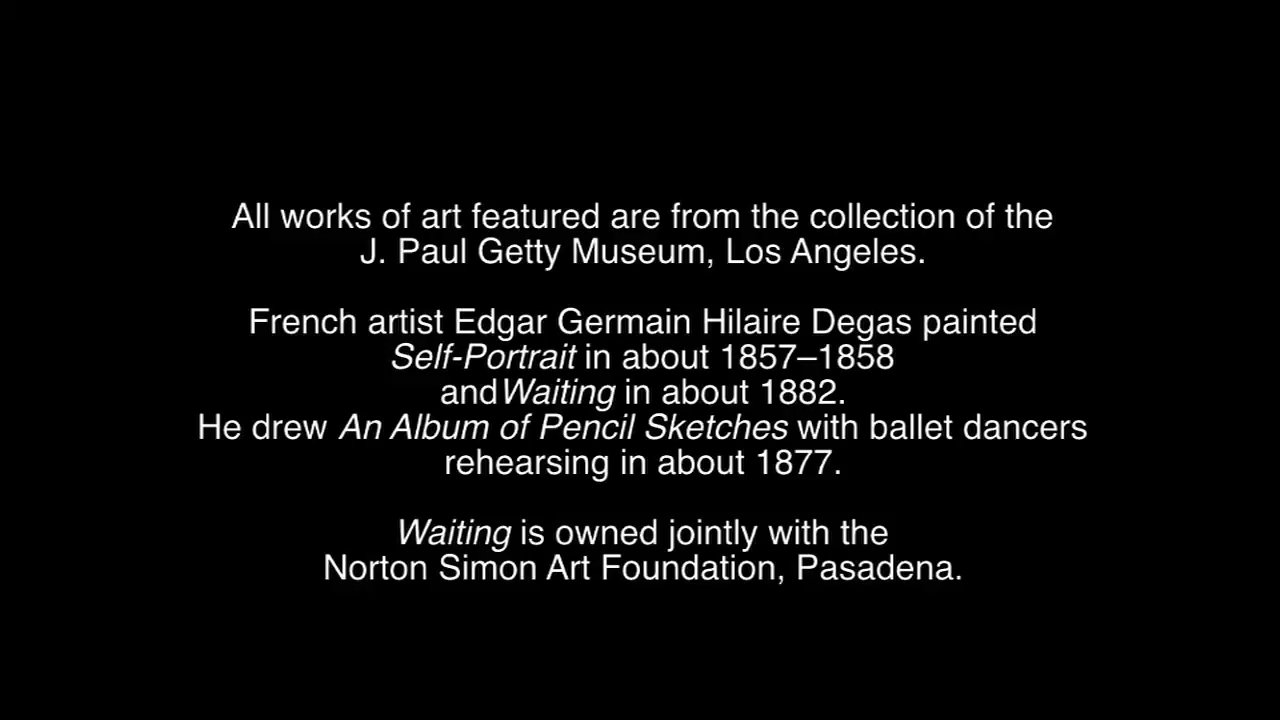 All works of art featured are from the collection of the
J. Paul Getty Museum, Los Angeles.
French artist Edgar Germain Hilaire Degas painted
Self-Portrait in about 1857–1858
andWaiting in about 1882.
He drew An Album of Pencil Sketches with ballet dancers
rehearsing in about 1877.
Waiting is owned jointly with the
Norton Simon Art Foundation, Pasadena.